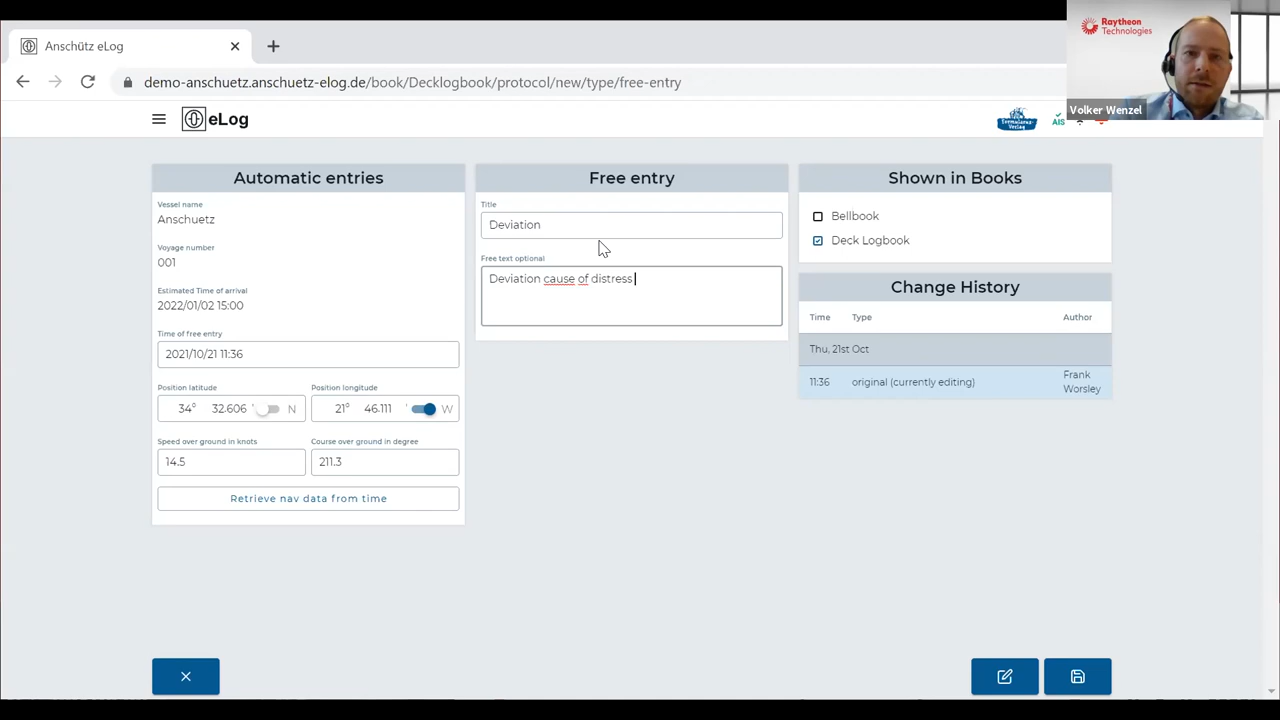 Anschütz eLog
demo-anschuetz.anschuetz-elog.de/book/Decklogbook/protocol/new/type/free-entry
Raytheon
Technologies
Volker Wenzel
eLog
Formularus-
Verlag
AIS
Automatic entries
Vessel name
Anschuetz
Voyage number
001
Estimated Time of arrival
2022/01/02 15:00
Time of free entry
2021/10/21 11:36
Position latitude
Position longitude
34° 32.606 ' N
21° 46.111 ' W
Speed over ground in knots
Course over ground in degree
14.5
211.3
Retrieve nav data from time
Free entry
Title
Deviation
Free text optional
Deviation cause of distress
Shown in Books
Bellbook
Deck Logbook
Change History
Time Type Author
Thu, 21st Oct
11:36 original (currently editing) Frank
Worsley